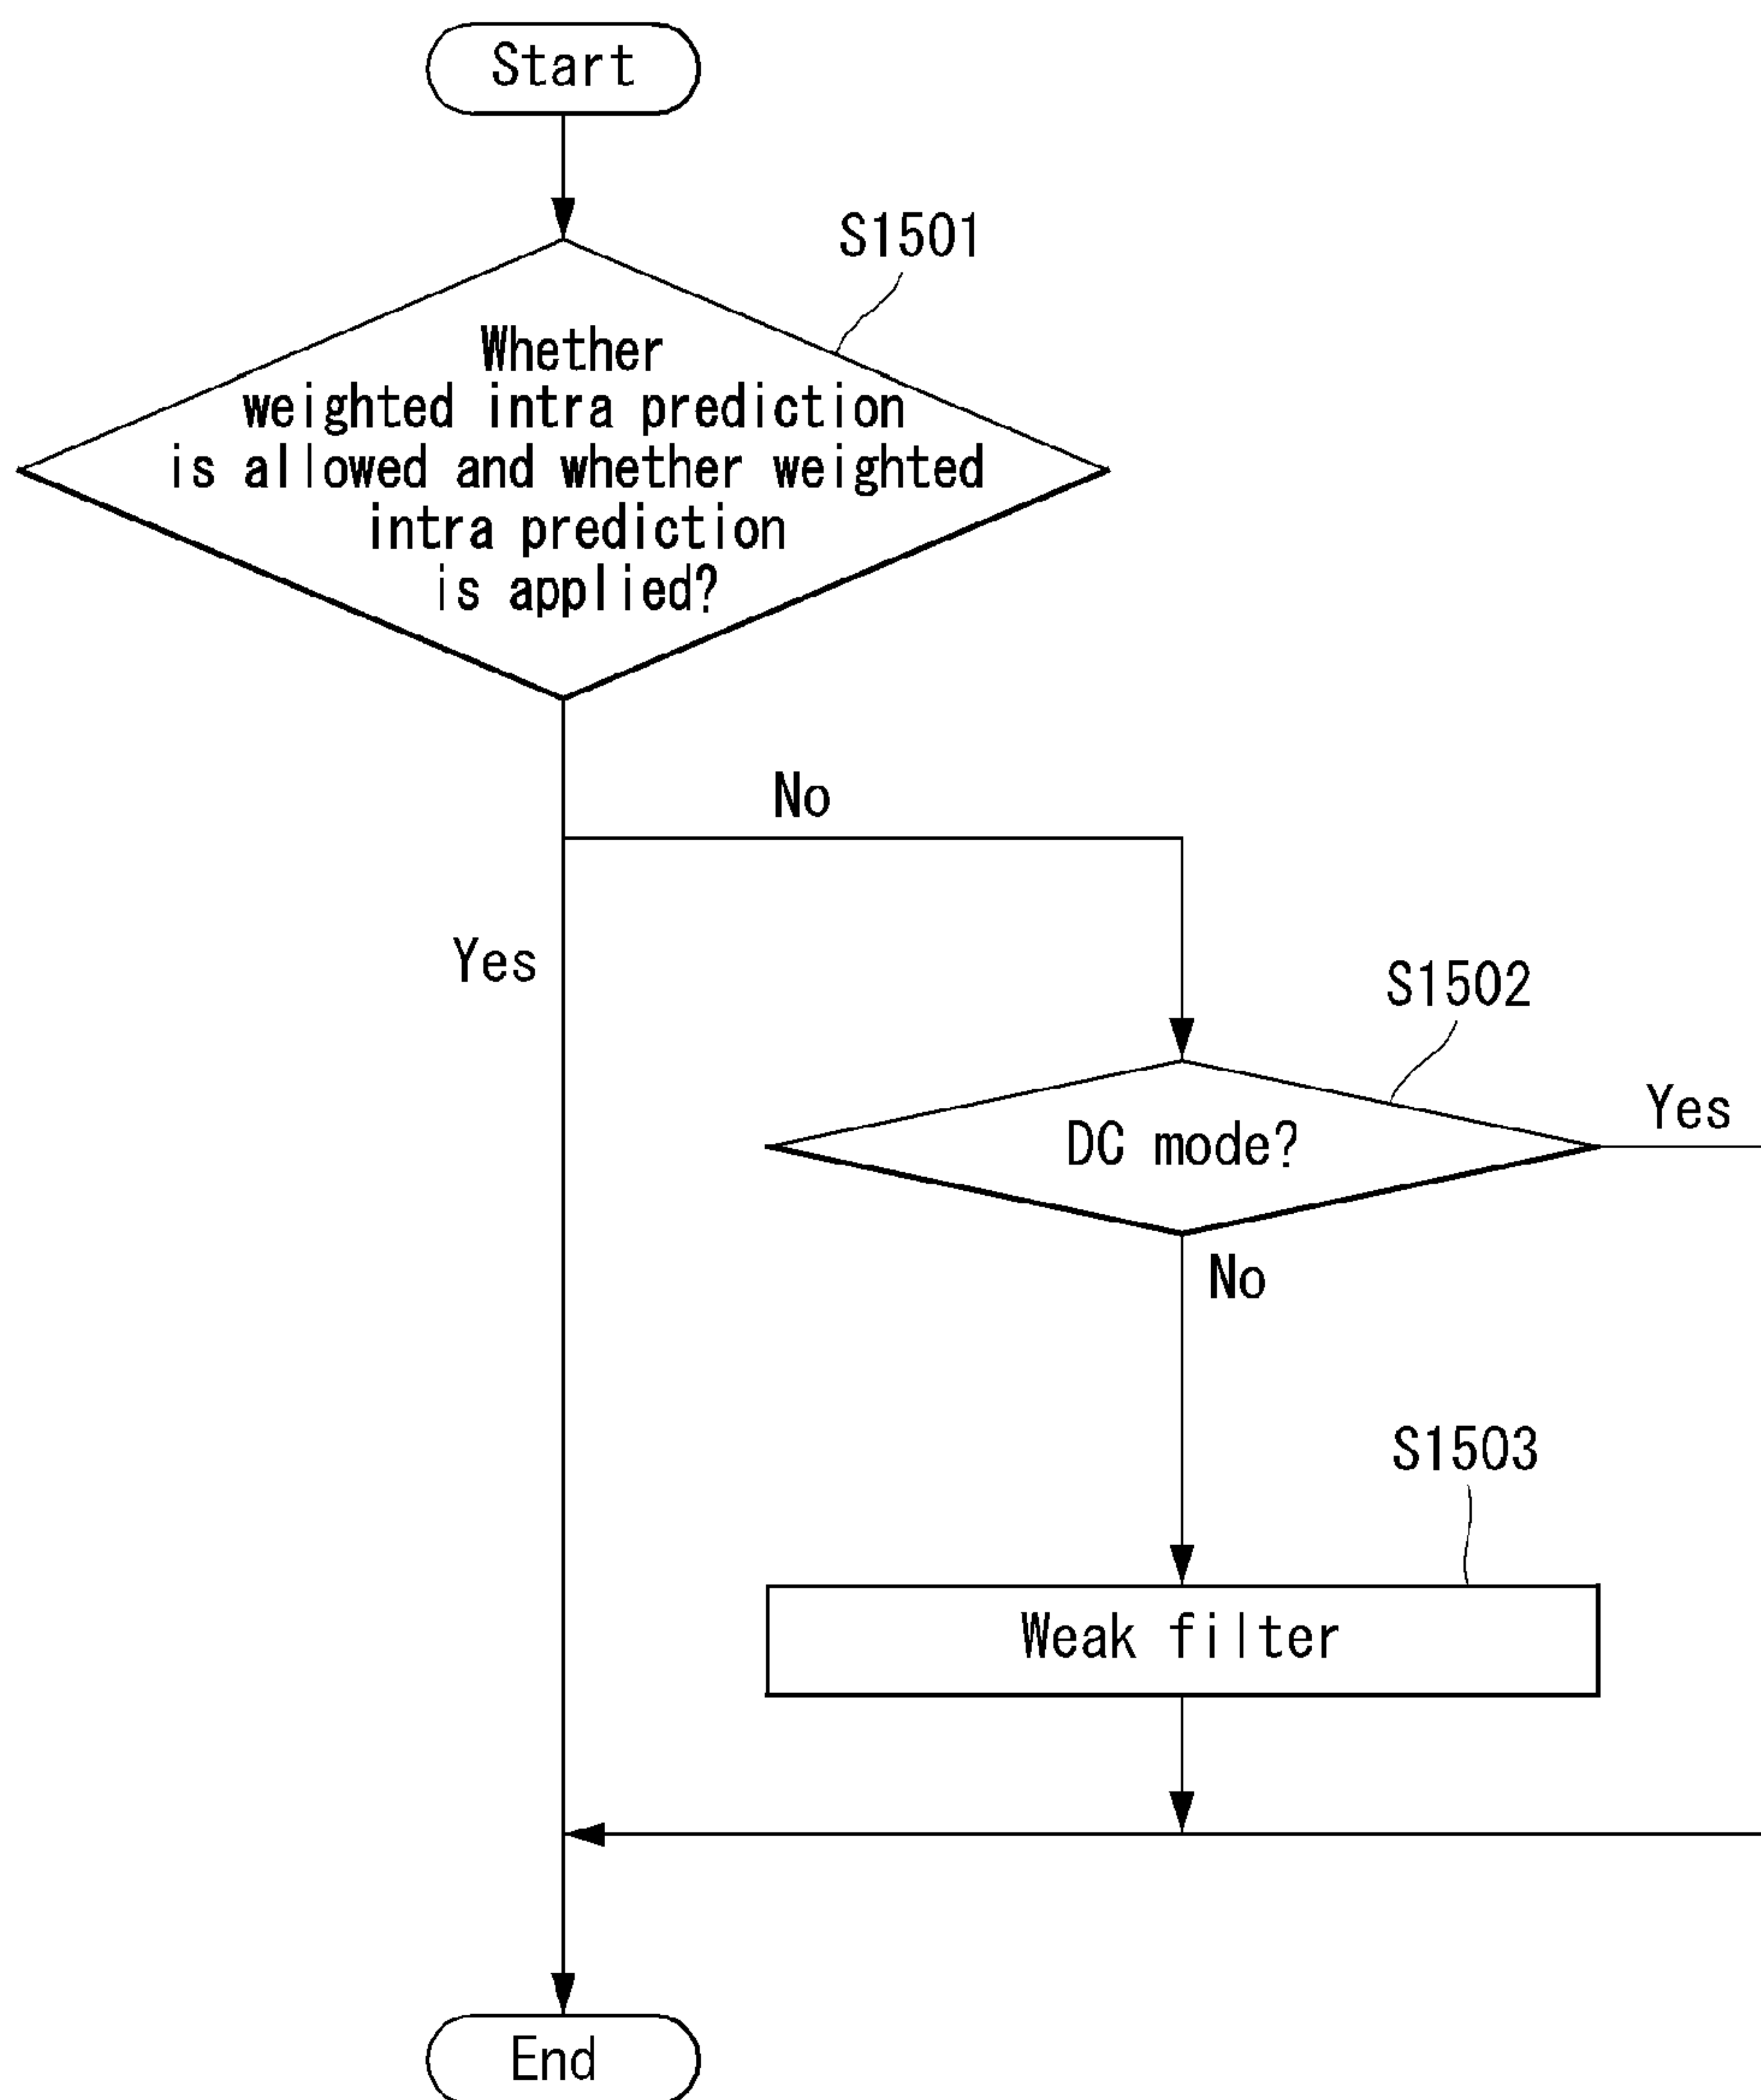 Start
S1501
Whether
weighted intra prediction
is allowed and whether weighted
intra prediction
is applied?
No
Yes
S1502
Yes
DC mode?
No
S1503
Weak filter
End